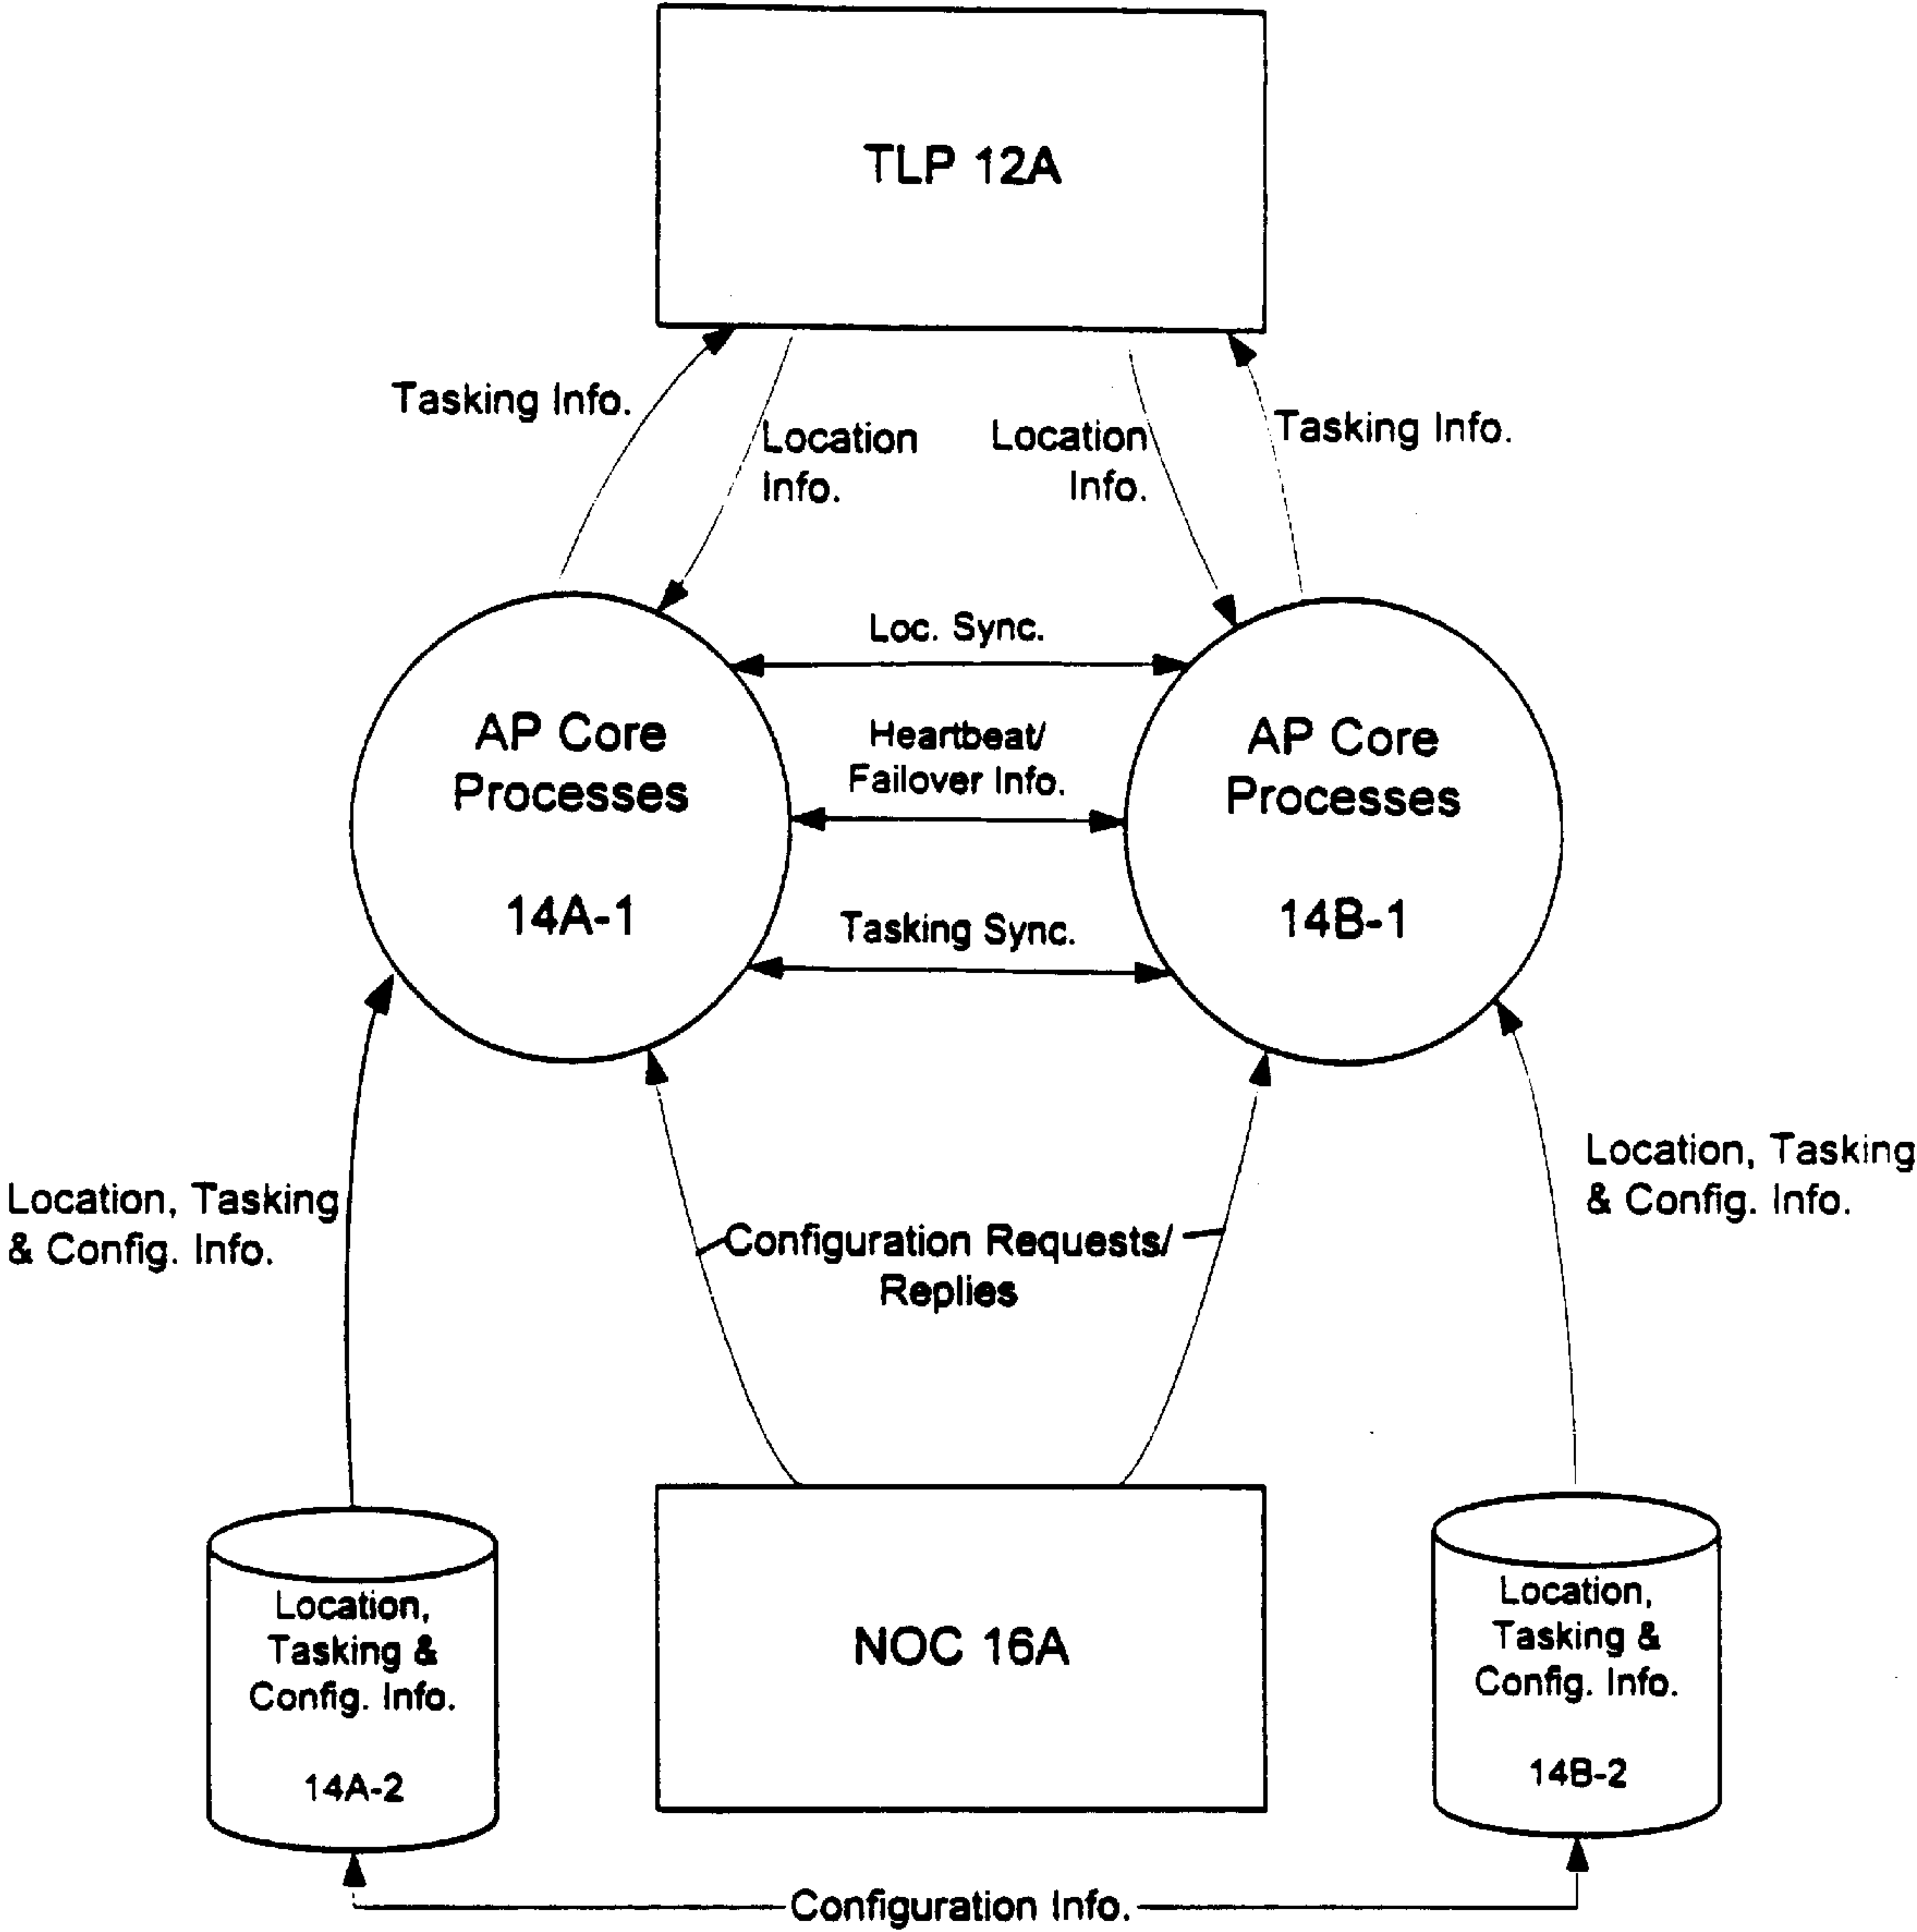 TLP 12A
Tasking Info.
Location
Info.
Location
Info.
Tasking Info.
Loc. Sync.
AP Core
Processes
14A-1
Heartbeat/
Failover Info.
AP Core
Processes
14B-1
Tasking Sync.
Location, Tasking
& Config. Info.
Configuration Requests/
Replies
Location, Tasking
& Config. Info.
Location,
Tasking &
Config. Info.
14A-2
NOC 16A
Location,
Tasking &
Config. Info.
14B-2
Configuration Info.